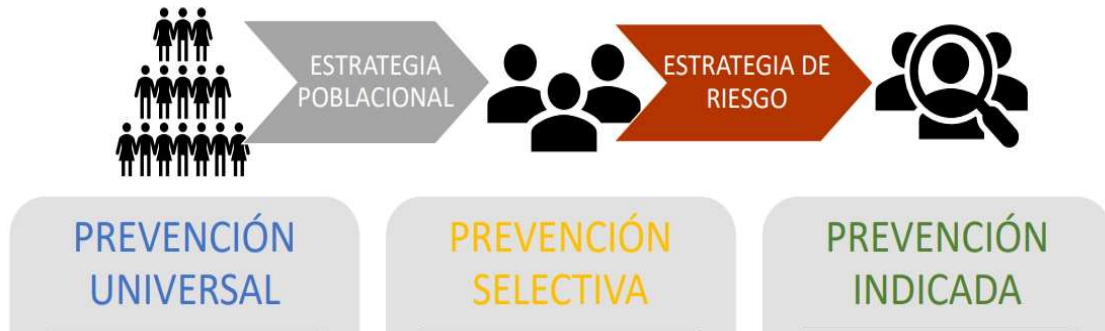 ESTRATEGIA
POBLACIONAL
ESTRATEGIA DE
RIESGO
PREVENCIÓN
UNIVERSAL
PREVENCIÓN
SELECTIVA
PREVENCIÓN
INDICADA